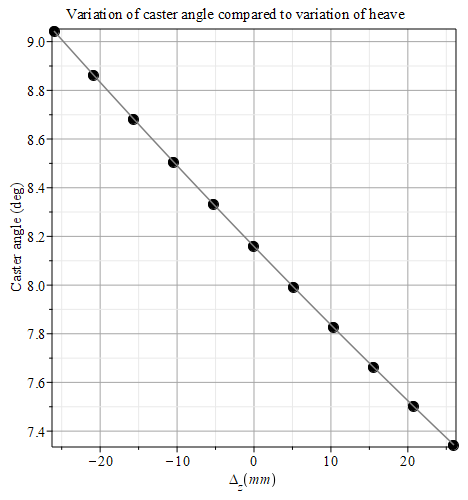 Variation of caster angle compared to variation of heave
Caster angle (deg)
9.0
8.8
8.6
8.4
8.2
8.0
7.8
7.6
7.4
−20 −10 0 10 20
Δz (mm)